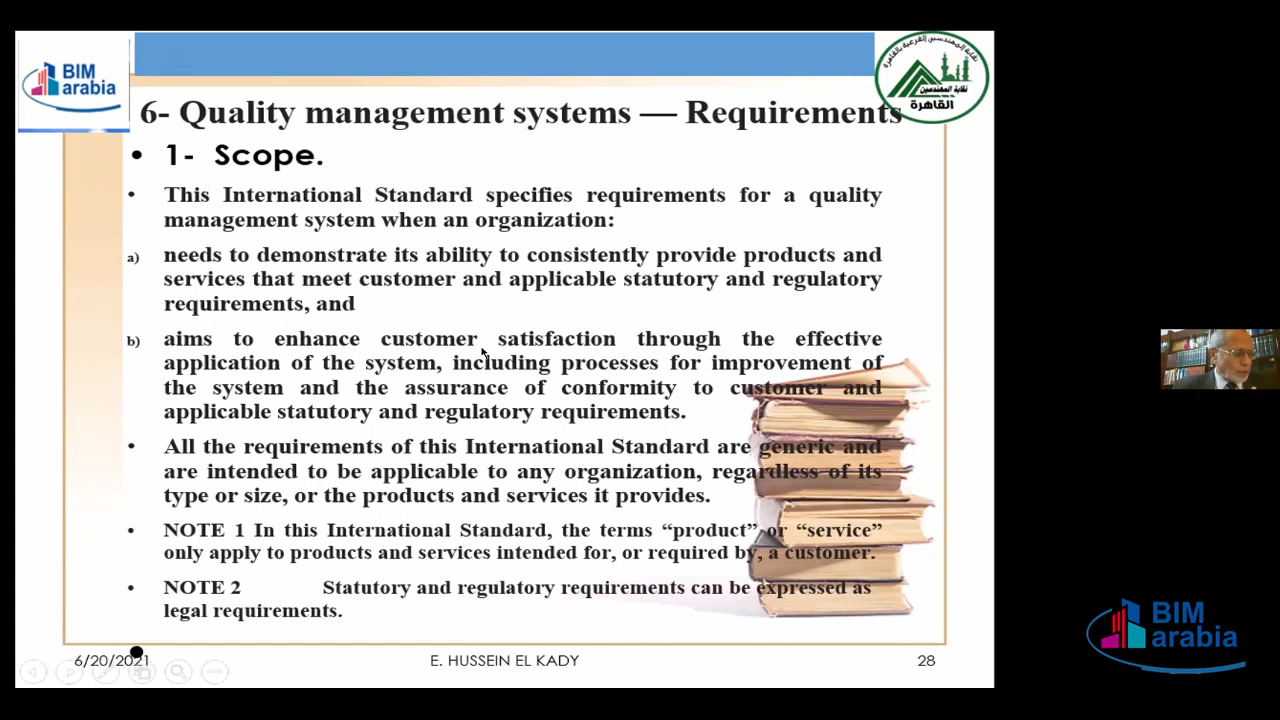 BIM
arabia
نقابة المهندسين الفرعية بالقاهرة
نقابة المهندسين
القاهرة
6- Quality management systems — Requirements
• 1- Scope.
• This International Standard specifies requirements for a quality
management system when an organization:
a) needs to demonstrate its ability to consistently provide products and
services that meet customer and applicable statutory and regulatory
requirements, and
b) aims to enhance customer satisfaction through the effective
application of the system, including processes for improvement of
the system and the assurance of conformity to customer and
applicable statutory and regulatory requirements.
• All the requirements of this International Standard are generic and
are intended to be applicable to any organization, regardless of its
type or size, or the products and services it provides.
• NOTE 1 In this International Standard, the terms “product” or “service”
only apply to products and services intended for, or required by, a customer.
• NOTE 2 Statutory and regulatory requirements can be expressed as
legal requirements.
•
6/20/2021 E. HUSSEIN EL KADY 28
BIM
arabia